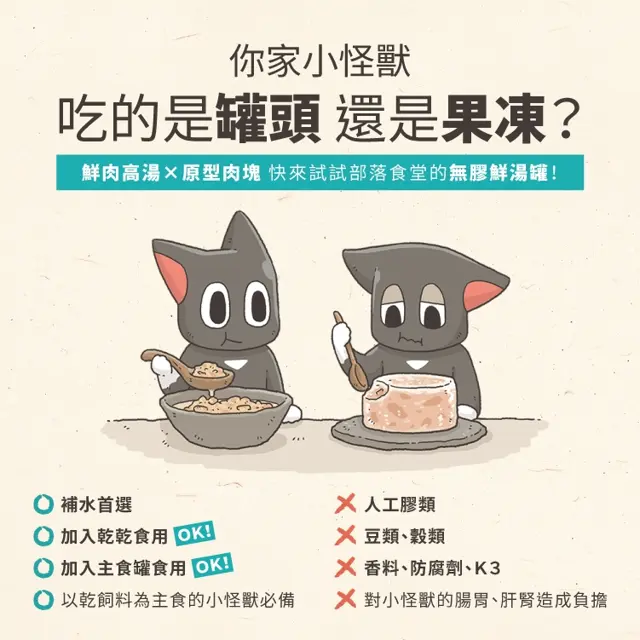 你家小怪獸
吃的是罐頭 還是果凍？
鮮肉高湯×原型肉塊 快來試試部落食堂的無膠鮮湯罐！
補水首選
加入乾乾食用 OK!
加入主食罐食用 OK!
以乾飼料為主食的小怪獸必備
人工膠類
豆類、穀類
香料、防腐劑、K3
對小怪獸的腸胃、肝腎造成負擔